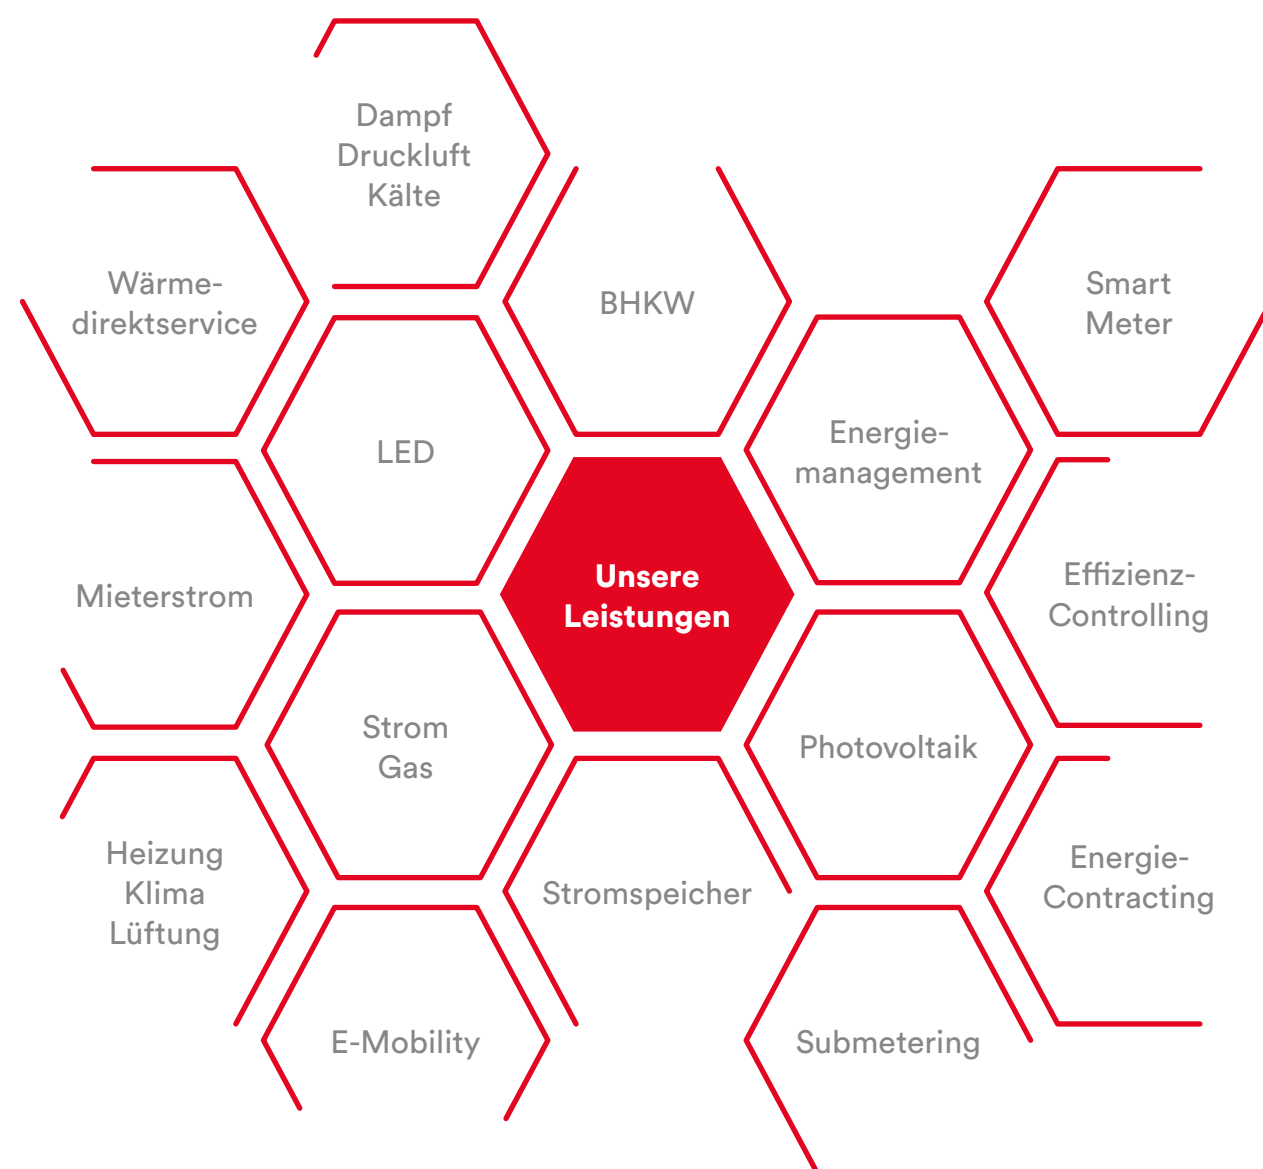 Dampf
Druckluft
Kälte
Wärme-
direktservice
BHKW
Smart
Meter
LED
Energie-
management
Unsere
Leistungen
Mieterstrom
Effizienz-
Controlling
Strom
Gas
Photovoltaik
Heizung
Klima
Lüftung
Stromspeicher
Energie-
Contracting
E-Mobility
Submetering